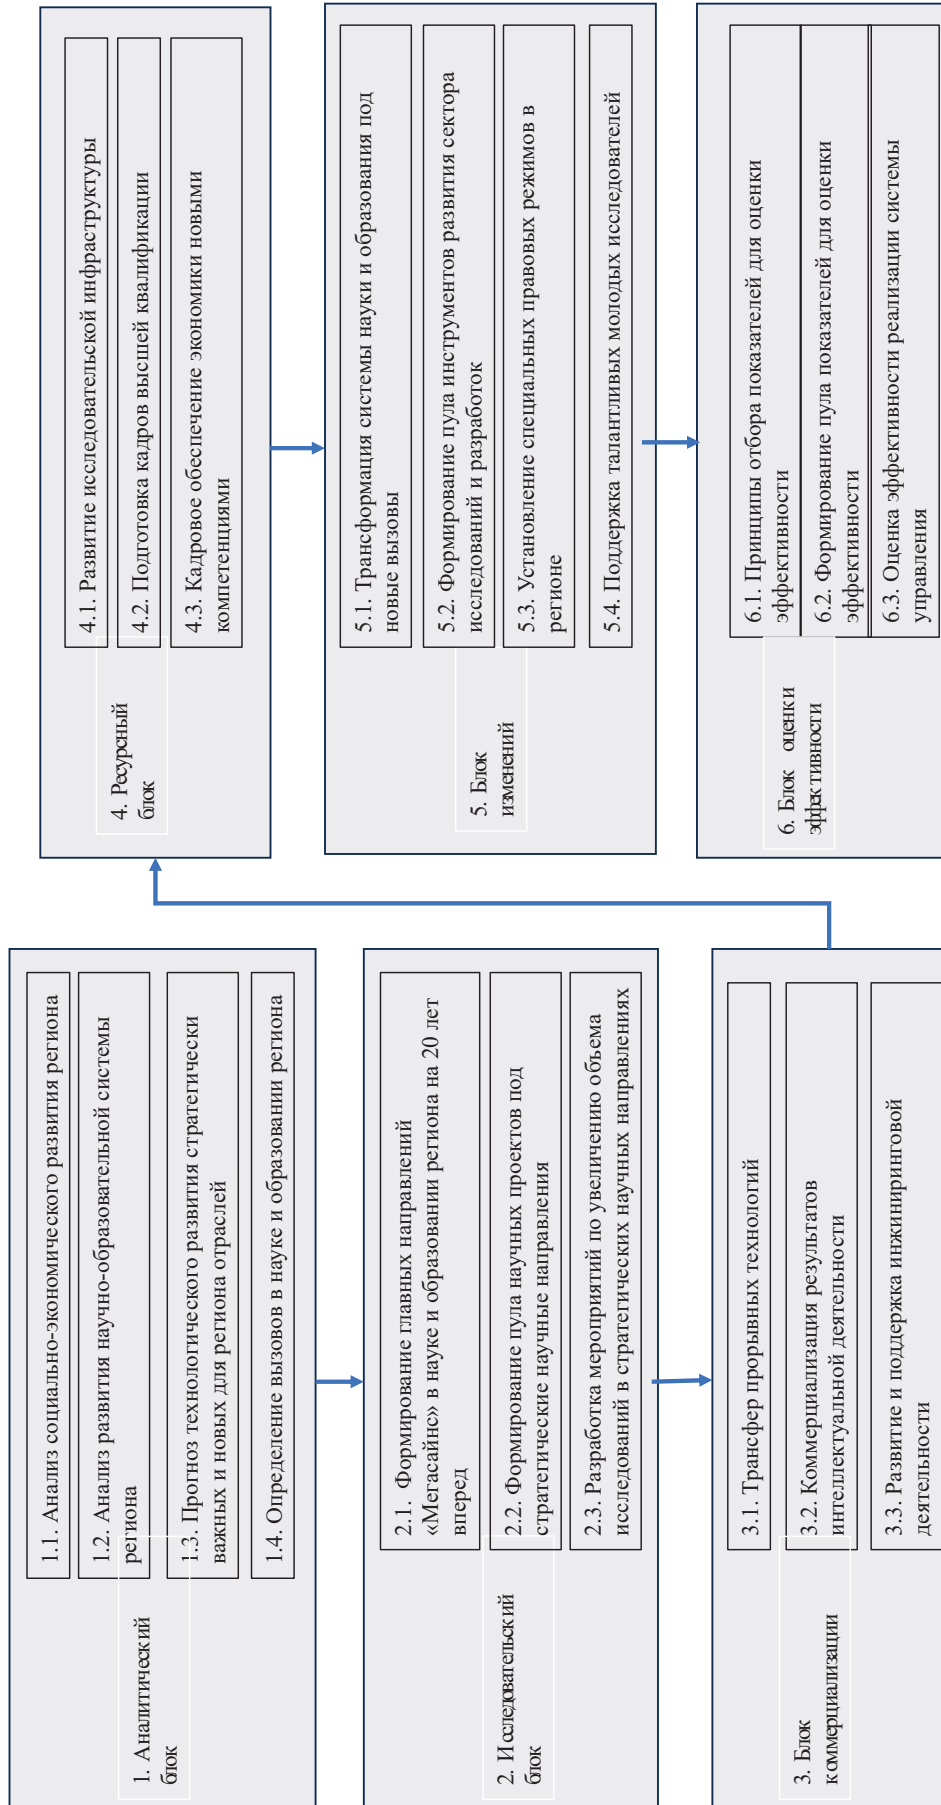 1. Аналитический
блок
1.1. Анализ социально-экономического развития региона
1.2. Анализ развития научно-образовательной системы
региона
1.3. Прогноз технологического развития стратегически
важных и новых для региона отраслей
1.4. Определение вызовов в науке и образовании региона
2. Исследовательский
блок
2.1. Формирование главных направлений
«Мегасайнс» в науке и образовании региона на 20 лет
вперед
2.2. Формирование пула научных проектов под
стратегические научные направления
2.3. Разработка мероприятий по увеличению объема
исследований в стратегических научных направлениях
3. Блок
коммерциализации
3.1. Трансфер прорывных технологий
3.2. Коммерциализация результатов
интеллектуальной деятельности
3.3. Развитие и поддержка инжиниринговой
деятельности
4. Ресурсный
блок
4.1. Развитие исследовательской инфраструктуры
4.2. Подготовка кадров высшей квалификации
4.3. Кадровое обеспечение экономики новыми
компетенциями
5. Блок
изменений
5.1. Трансформация системы науки и образования под
новые вызовы
5.2. Формирование пула инструментов развития сектора
исследований и разработок
5.3. Установление специальных правовых режимов в
регионе
5.4. Поддержка талантливых молодых исследователей
6. Блок оценки
эффективности
6.1. Принципы отбора показателей для оценки
эффективности
6.2. Формирование пула показателей для оценки
эффективности
6.3. Оценка эффективности реализации системы
управления